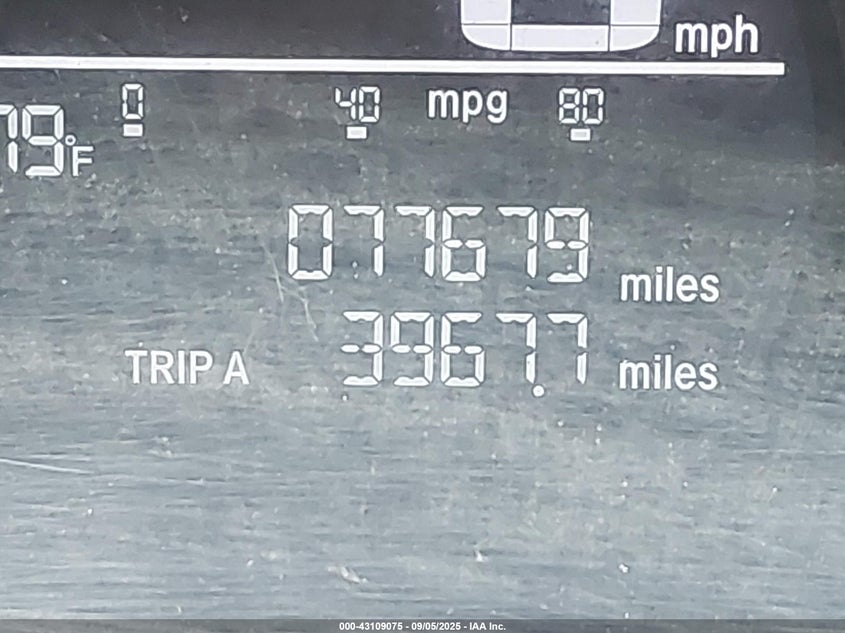 0 mph
0 40 mpg 80
79°F
077679 miles
TRIP A 3967.7 miles
000-43109075 - 09/05/2025 - IAA Inc.